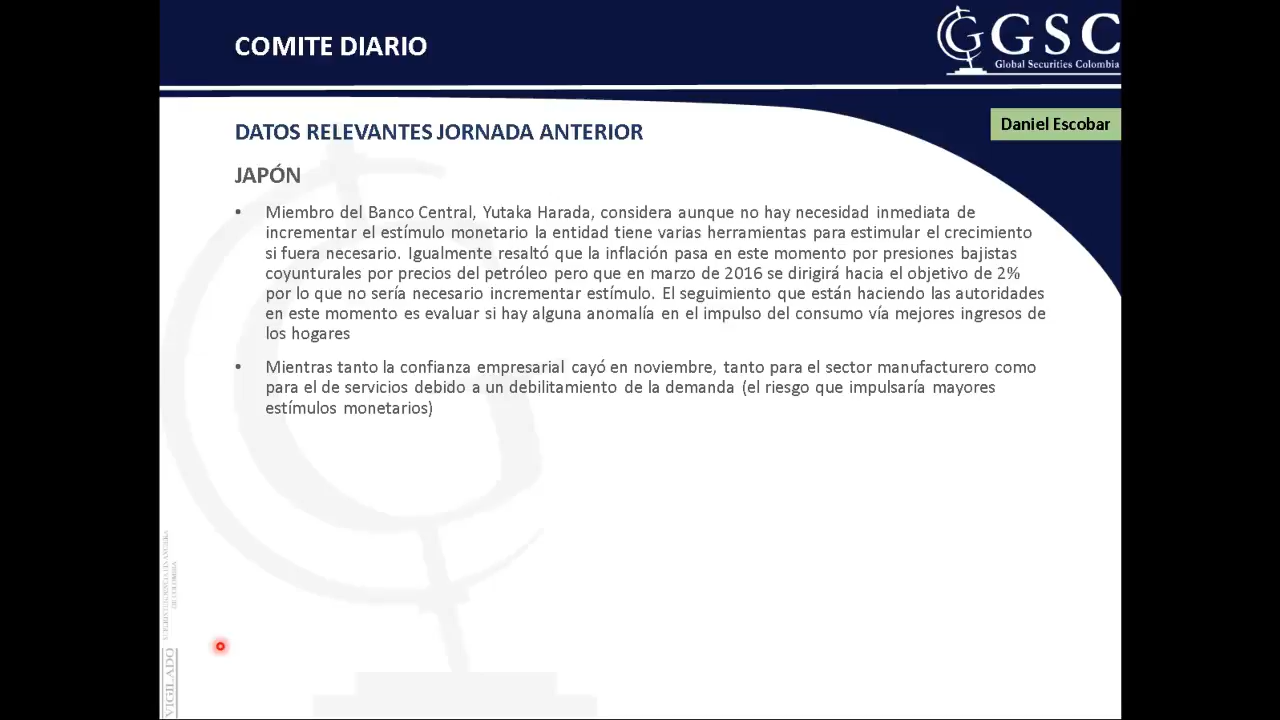 COMITE DIARIO
GSC
Global Securities Colombia
Daniel Escobar
DATOS RELEVANTES JORNADA ANTERIOR
JAPÓN
• Miembro del Banco Central, Yutaka Harada, considera aunque no hay necesidad inmediata de
incrementar el estímulo monetario la entidad tiene varias herramientas para estimular el crecimiento
si fuera necesario. Igualmente resaltó que la inflación pasa en este momento por presiones bajistas
coyunturales por precios del petróleo pero que en marzo de 2016 se dirigirá hacia el objetivo de 2%
por lo que no sería necesario incrementar estímulo. El seguimiento que están haciendo las autoridades
en este momento es evaluar si hay alguna anomalía en el impulso del consumo vía mejores ingresos de
los hogares
• Mientras tanto la confianza empresarial cayó en noviembre, tanto para el sector manufacturero como
para el de servicios debido a un debilitamiento de la demanda (el riesgo que impulsaría mayores
estímulos monetarios)
VIGILADO